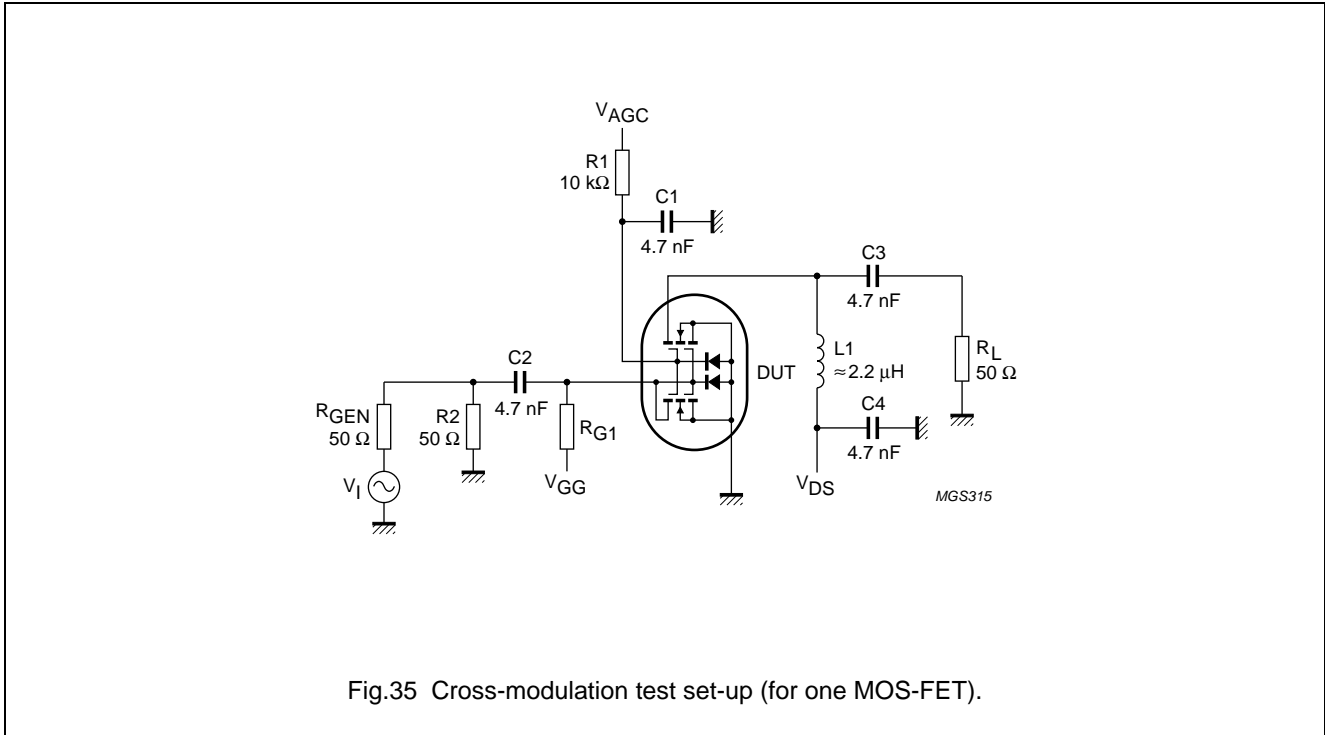 VAGC
R1
10 kΩ
C1
4.7 nF
C3
4.7 nF
L1
≈2.2 μH
RL
50 Ω
DUT
C2
4.7 nF
RGEN
50 Ω
R2
50 Ω
RG1
C4
4.7 nF
VI
VGG
VDS
MGS315
Fig.35 Cross-modulation test set-up (for one MOS-FET).